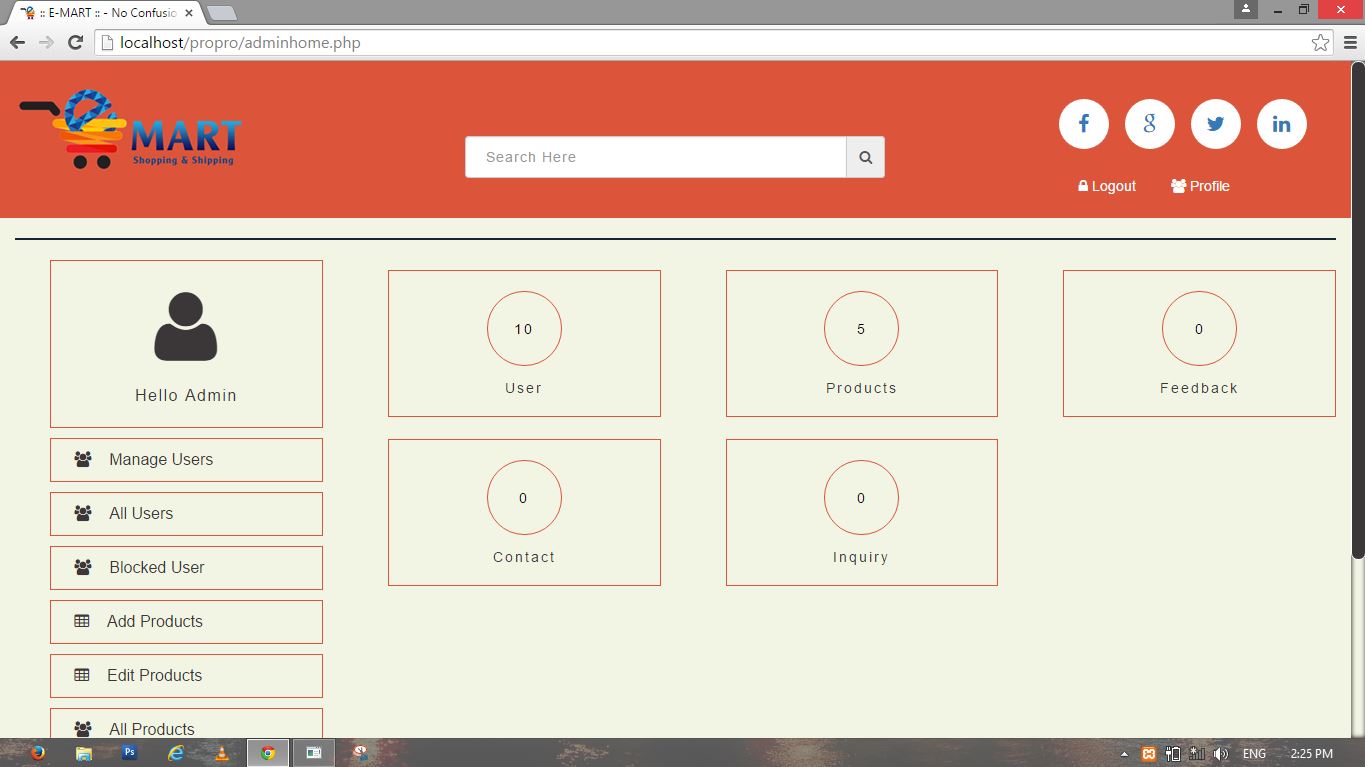 :: E-MART :: - No Confusio
localhost/propro/adminhome.php
e MART
Shopping & Shipping
Search Here
Logout
Profile
Hello Admin
Manage Users
All Users
Blocked User
Add Products
Edit Products
All Products
10
User
5
Products
0
Feedback
0
Contact
0
Inquiry
Ps
ENG
2:25 PM